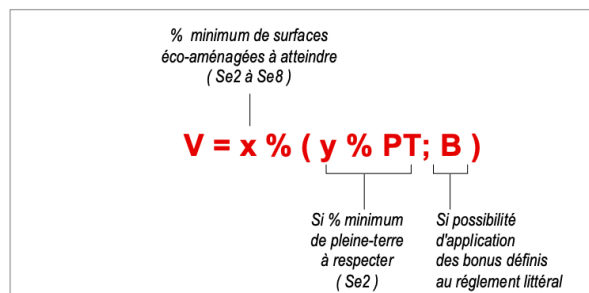 % minimum de surfaces
éco-aménagées à atteindre
( Se2 à Se8 )
V = x % ( y % PT; B )
Si % minimum
de pleine-terre
à respecter
( Se2 )
Si possibilité
d'application
des bonus définis
au réglement littéral